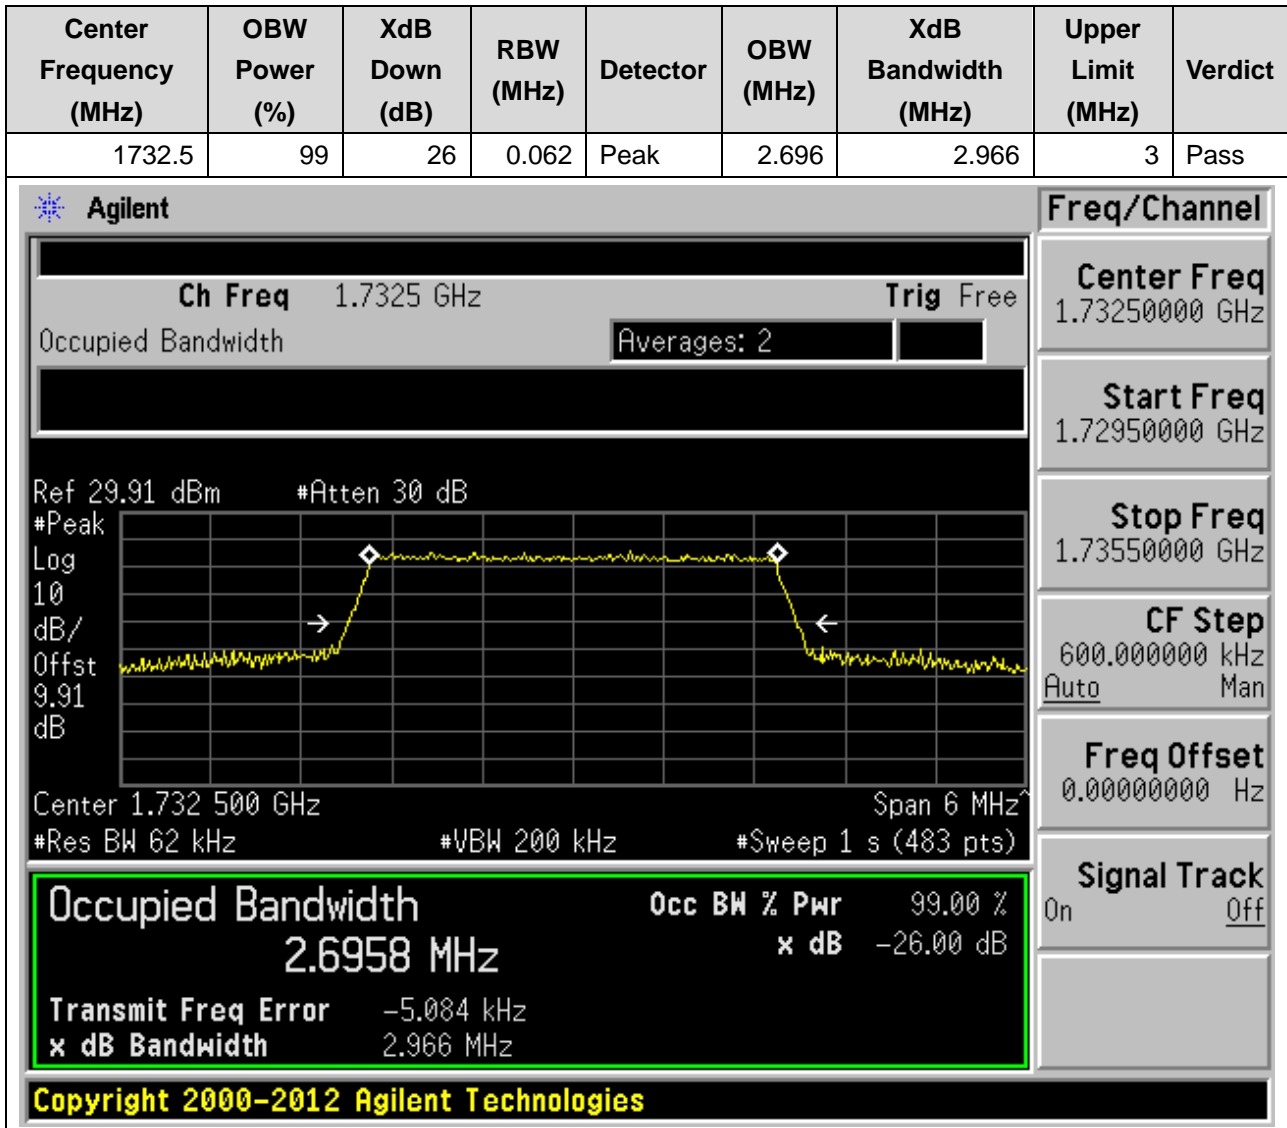 Center Frequency (MHz) OBW Power (%) XdB Down (dB) RBW (MHz) Detector OBW (MHz) XdB Bandwidth (MHz) Upper Limit (MHz) Verdict
1732.5 99 26 0.062 Peak 2.696 2.966 3 Pass
Agilent
Freq/Channel
Ch Freq 1.7325 GHz Trig Free
Occupied Bandwidth Averages: 2
Center Freq
1.73250000 GHz
Start Freq
1.72950000 GHz
Stop Freq
1.73550000 GHz
CF Step
600.000000 kHz
Auto Man
Freq Offset
0.00000000 Hz
Signal Track
On Off
Ref 29.91 dBm #Atten 30 dB
#Peak
Log
10
dB/
Offst
9.91
dB
Center 1.732 500 GHz Span 6 MHz^
#Res BW 62 kHz #VBW 200 kHz #Sweep 1 s (483 pts)
Occupied Bandwidth Occ BW % Pwr 99.00 %
2.6958 MHz x dB -26.00 dB
Transmit Freq Error -5.084 kHz
x dB Bandwidth 2.966 MHz
Copyright 2000-2012 Agilent Technologies